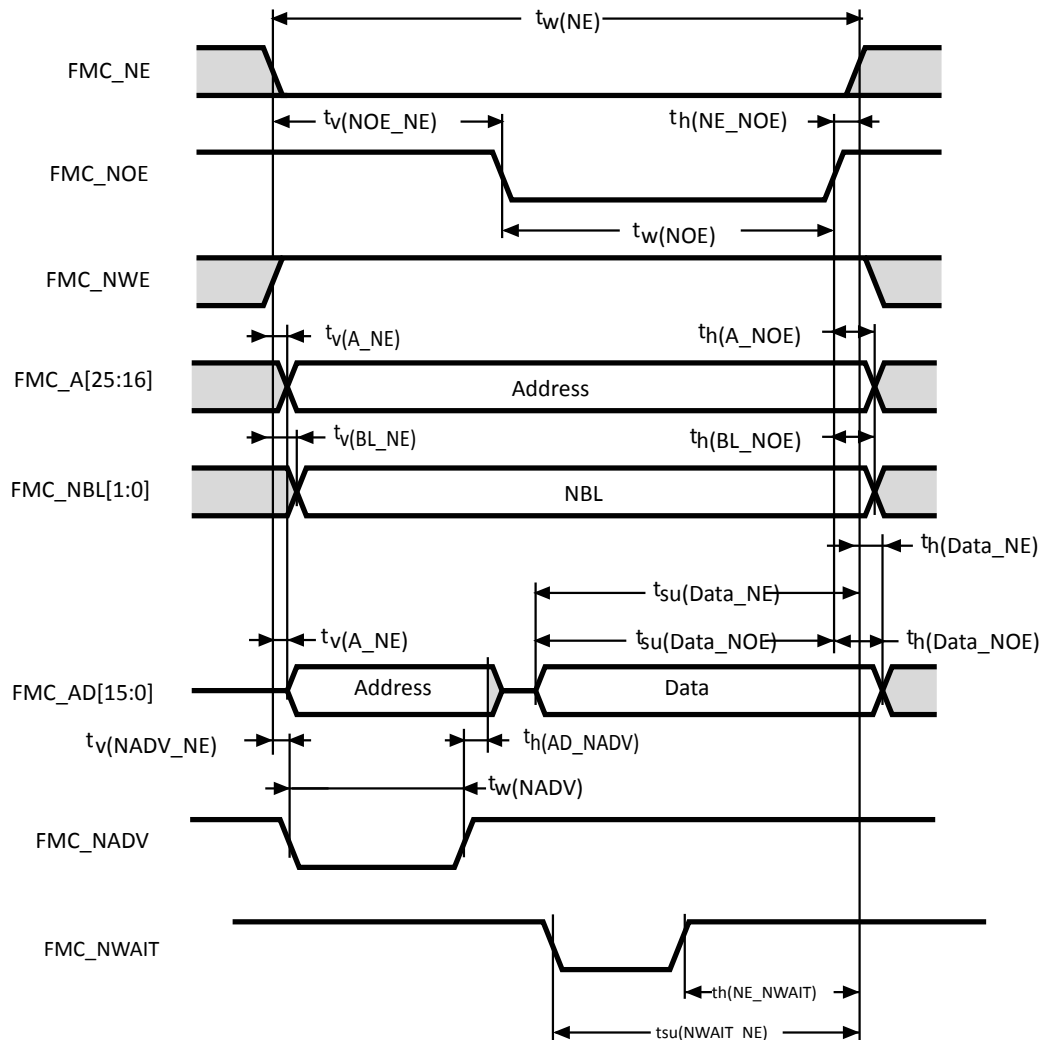 tw(NE)
FMC_NE
tv(NOE_NE)
th(NE_NOE)
FMC_NOE
tw(NOE)
FMC_NWE
tv(A_NE)
th(A_NOE)
FMC_A[25:16]
Address
tv(BL_NE)
th(BL_NOE)
FMC_NBL[1:0]
NBL
th(Data_NE)
tsu(Data_NE)
tv(A_NE)
tsu(Data_NOE)
th(Data_NOE)
FMC_AD[15:0]
Address
Data
tv(NADV_NE)
th(AD_NADV)
tw(NADV)
FMC_NADV
FMC_NWAIT
th(NE_NWAIT)
tsu(NWAIT_NE)